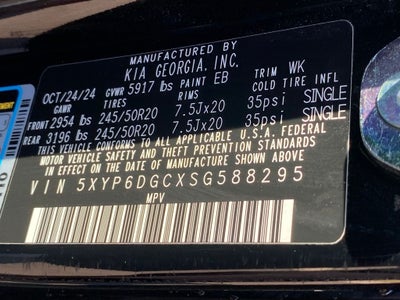 MANUFACTURED BY
KIA GEORGIA, INC.
OCT/24/24 GVWR 5917 lbs PAINT EB TRIM WK
GAWR TIRES RIMS COLD TIRE INFL
FRONT 2954 lbs 245/50R20 7.5Jx20 35psi SINGLE
REAR 3196 lbs 245/50R20 7.5Jx20 35psi SINGLE
THIS VEHICLE CONFORMS TO ALL APPLICABLE U.S.A. FEDERAL
MOTOR VEHICLE SAFETY AND THEFT PREVENTION STANDARDS
IN EFFECT ON THE DATE OF MANUFACTURE SHOWN ABOVE
VIN 5XYP6DGCXSG588295
MPV